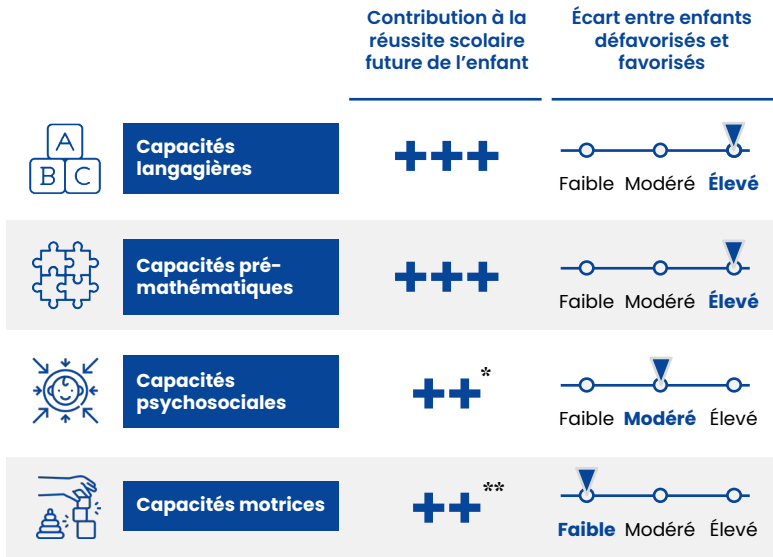 Contribution à la
réussite scolaire
future de l'enfant
Écart entre enfants
défavorisés et
favorisés
A
B C
Capacités
langagières
+++
Faible Modéré Élevé
Capacités pré-
mathématiques
+++
Faible Modéré Élevé
Capacités
psychosociales
++*
Faible Modéré Élevé
Capacités motrices
++**
Faible Modéré Élevé